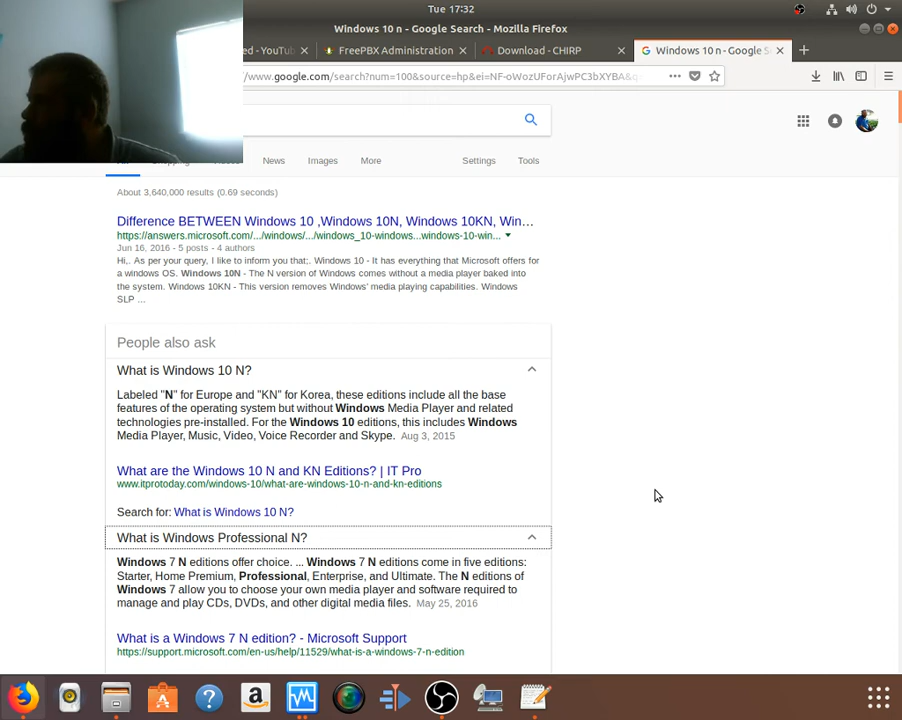 Tue 17:32
Windows 10 n - Google Search - Mozilla Firefox
ed - YouTu
FreePBX Administration
Download - CHIRP
Windows 10 n - Google S
/www.google.com/search?num=100&source=hp&ei=NF-oWozUForAjwPC3bXYBA&q
News
Images
More
Settings
Tools
About 3,640,000 results (0.69 seconds)
Difference BETWEEN Windows 10 ,Windows 10N, Windows 10KN, Win...
https://answers.microsoft.com/.../windows/.../windows_10-windows...windows-10-win...
Jun 16, 2016 - 5 posts - 4 authors
Hi,. As per your query, I like to inform you that;. Windows 10 - It has everything that Microsoft offers for
a windows OS. Windows 10N - The N version of Windows comes without a media player baked into
the system. Windows 10KN - This version removes Windows' media playing capabilities. Windows
SLP ...
People also ask
What is Windows 10 N?
Labeled "N" for Europe and "KN" for Korea, these editions include all the base
features of the operating system but without Windows Media Player and related
technologies pre-installed. For the Windows 10 editions, this includes Windows
Media Player, Music, Video, Voice Recorder and Skype. Aug 3, 2015
What are the Windows 10 N and KN Editions? | IT Pro
www.itprotoday.com/windows-10/what-are-windows-10-n-and-kn-editions
Search for: What is Windows 10 N?
What is Windows Professional N?
Windows 7 N editions offer choice. ... Windows 7 N editions come in five editions:
Starter, Home Premium, Professional, Enterprise, and Ultimate. The N editions of
Windows 7 allow you to choose your own media player and software required to
manage and play CDs, DVDs, and other digital media files. May 25, 2016
What is a Windows 7 N edition? - Microsoft Support
https://support.microsoft.com/en-us/help/11529/what-is-a-windows-7-n-edition